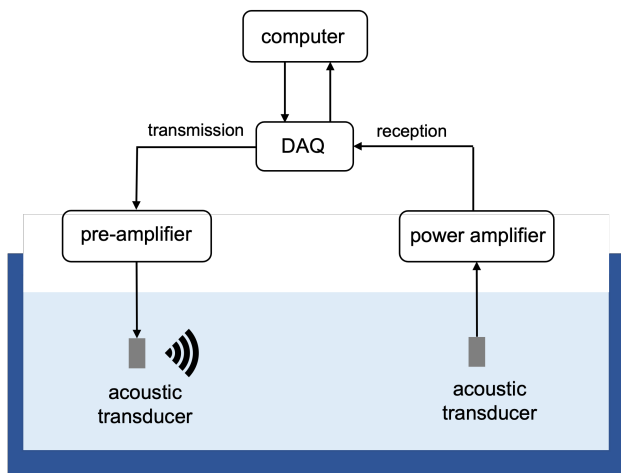 computer
transmission
reception
DAQ
pre-amplifier
power amplifier
acoustic
transducer
acoustic
transducer